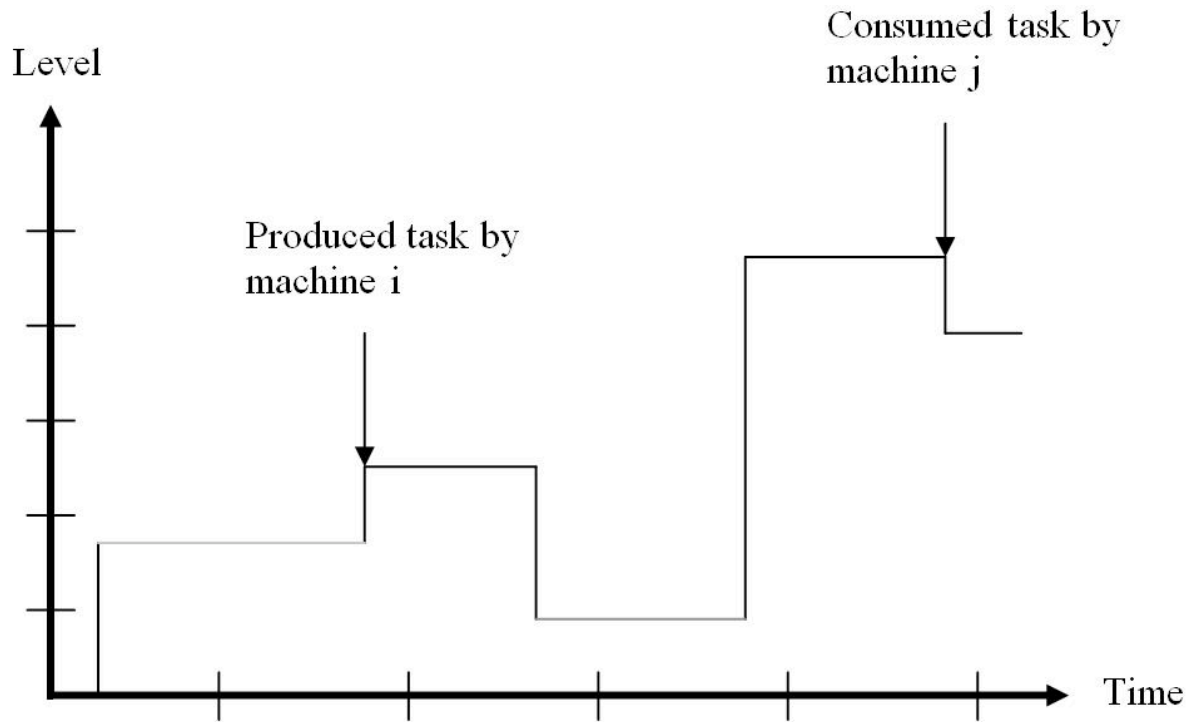 Consumed task by
machine j
Level
Produced task by
machine i
Time